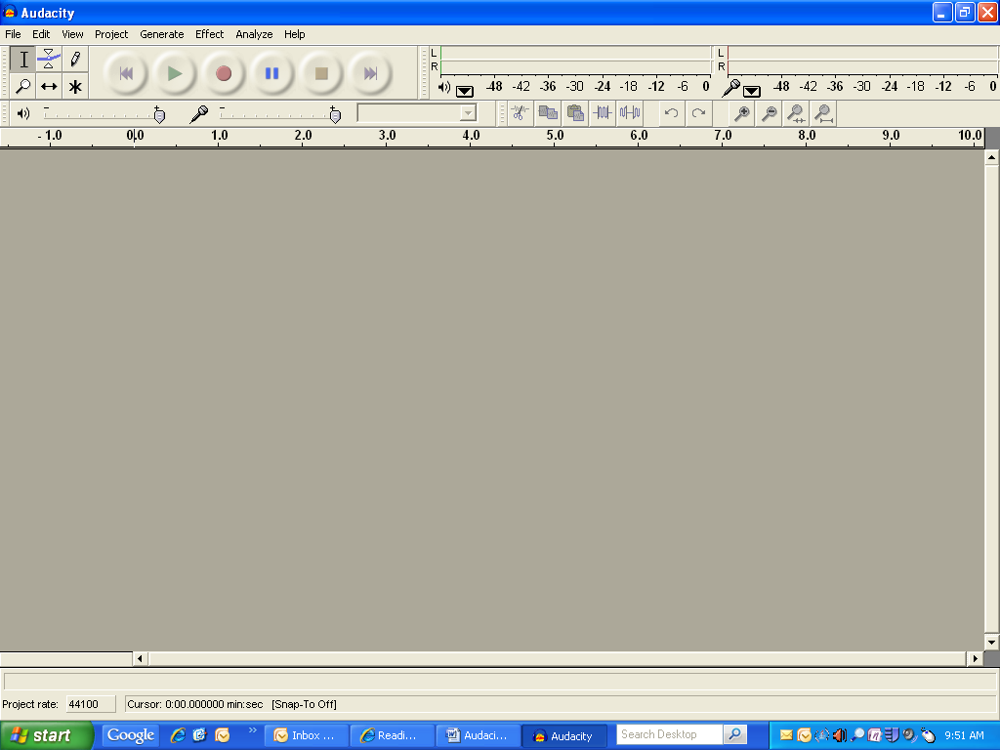 Audacity
File Edit View Project Generate Effect Analyze Help
L
R
-48 -42 -36 -30 -24 -18 -12 -6 0
L
R
-48 -42 -36 -30 -24 -18 -12 -6 0
- 1.0 0.0 1.0 2.0 3.0 4.0 5.0 6.0 7.0 8.0 9.0 10.0
Project rate: 44100 Cursor: 0:00.000000 min:sec [Snap-To Off]
start Google Inbox ... Readi... Audaci... Audacity Search Desktop 9:51 AM